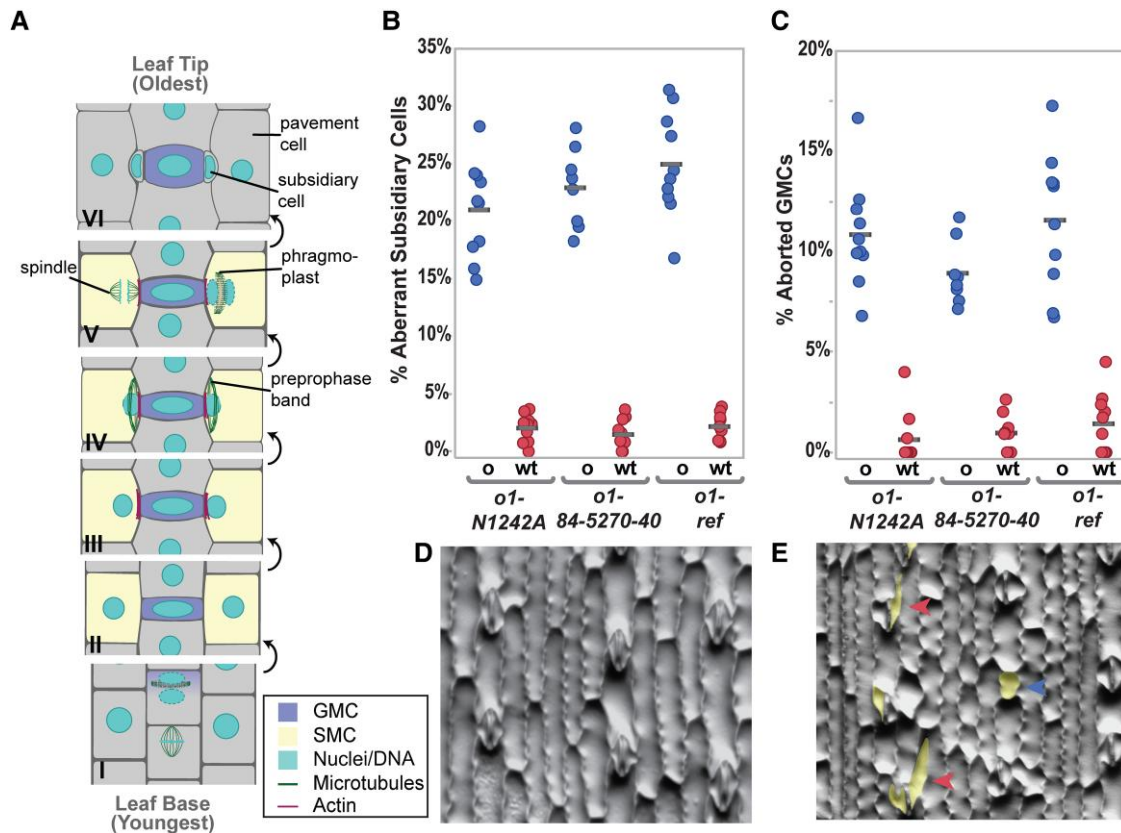 A
Leaf Tip
(Oldest)
pavement
cell
subsidiary
cell
VI
spindle
phragmo-
plast
V
preprophase
band
IV
III
II
I
Leaf Base
(Youngest)
GMC
SMC
Nuclei/DNA
Microtubules
Actin
B
% Aberrant Subsidiary Cells
35%
30%
25%
20%
15%
10%
5%
0%
o wt o wt o wt
o1-
N1242A
o1-
84-5270-40
o1-
ref
C
% Aborted GMCs
20%
15%
10%
5%
0%
o wt o wt o wt
o1-
N1242A
o1-
84-5270-40
o1-
ref
D
E